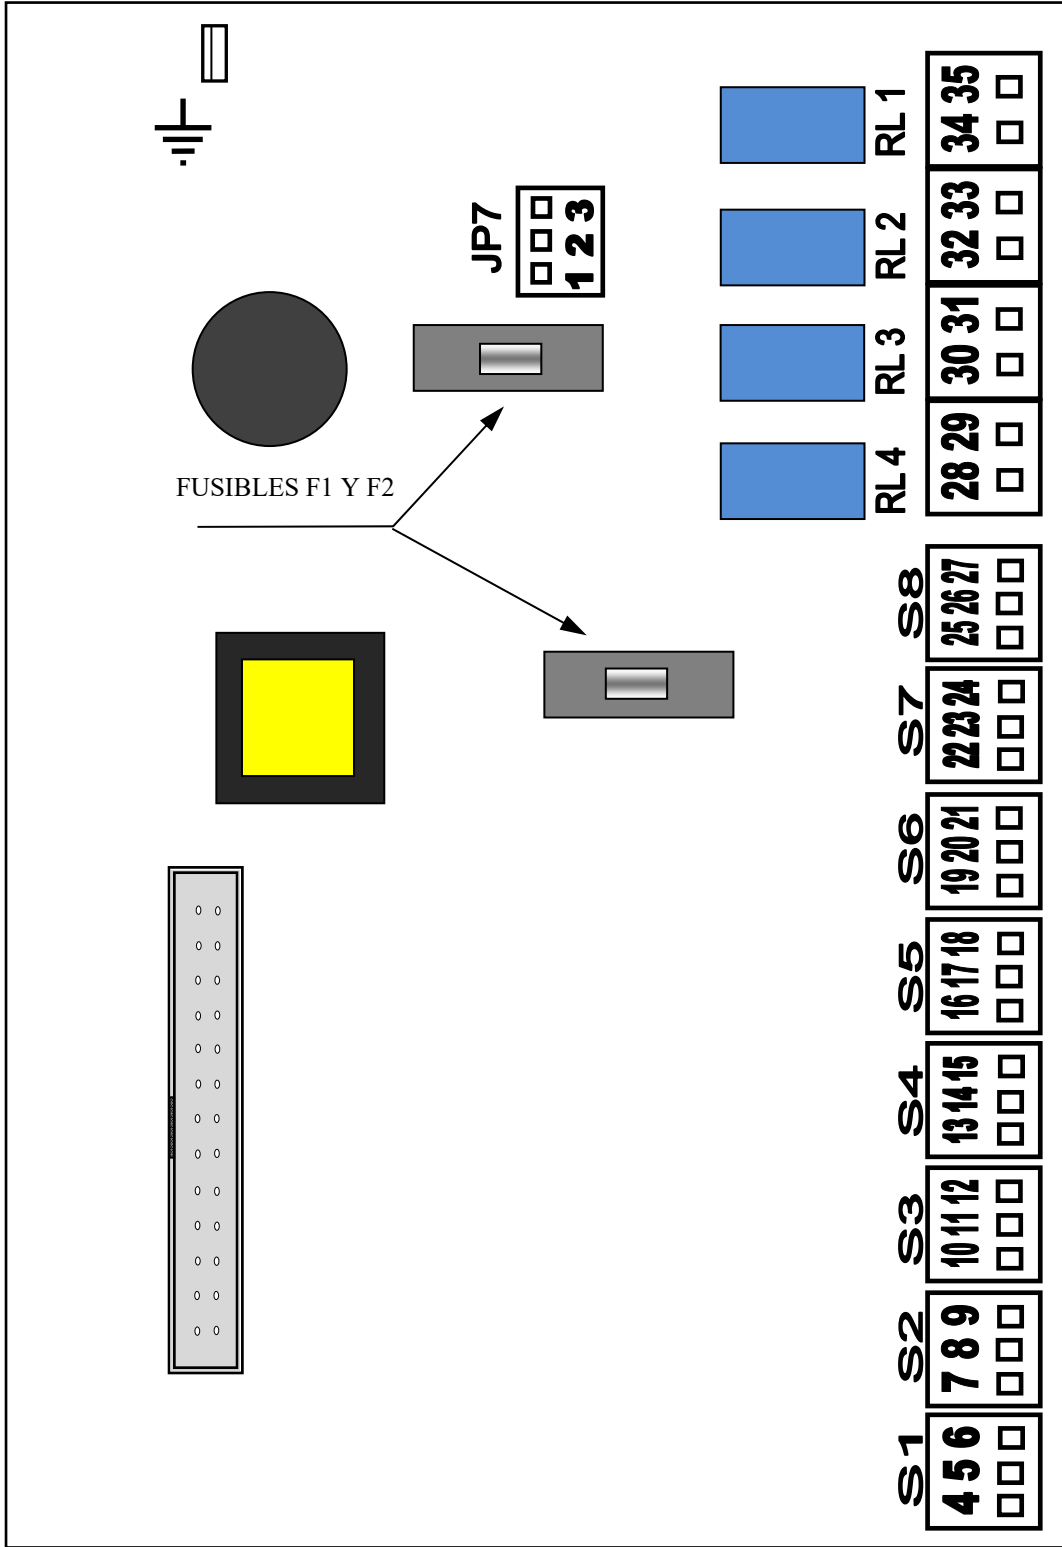 RL 1
34 35
JP7
1 2 3
RL 2
32 33
RL 3
30 31
FUSIBLES F1 Y F2
RL 4
28 29
S8
25 26 27
S7
22 23 24
S6
19 20 21
S5
16 17 18
S4
13 14 15
S3
10 11 12
S2
7 8 9
S1
4 5 6